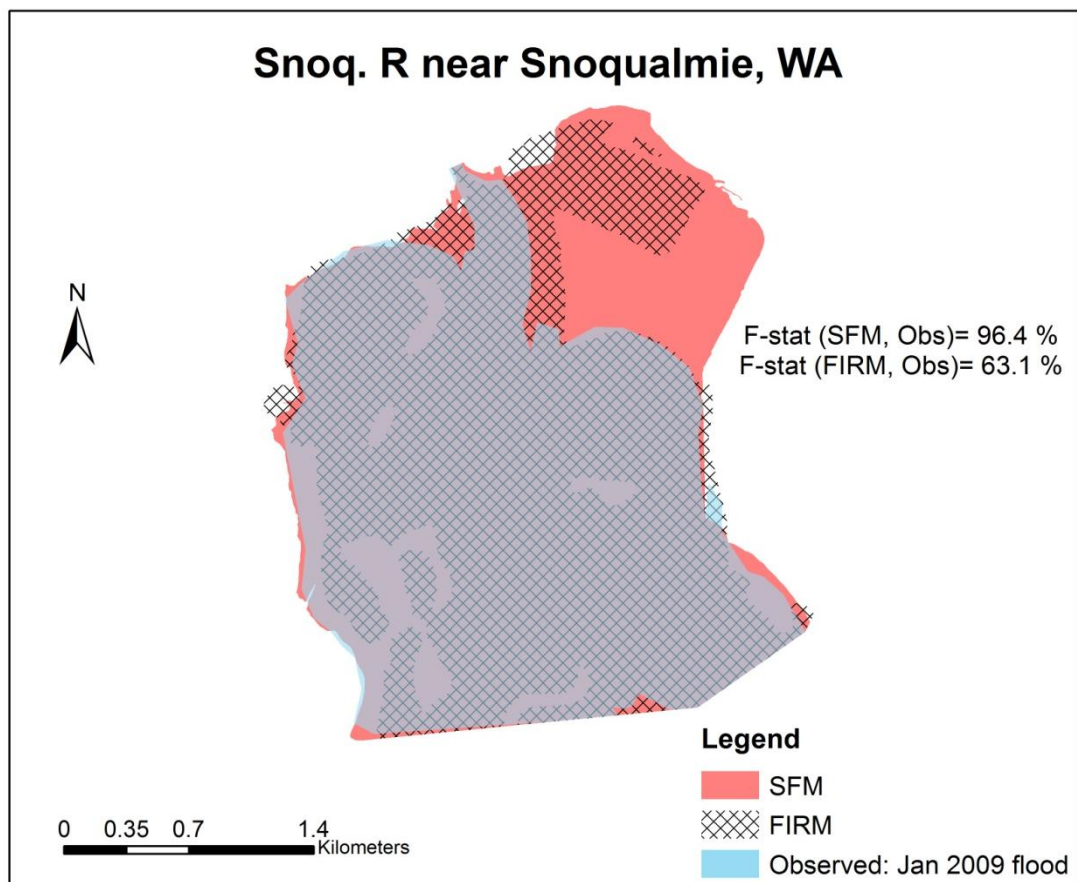 Snoq. R near Snoqualmie, WA
N
F-stat (SFM, Obs)= 96.4 %
F-stat (FIRM, Obs)= 63.1 %
Legend
SFM
FIRM
Observed: Jan 2009 flood
0 0.35 0.7 1.4
Kilometers